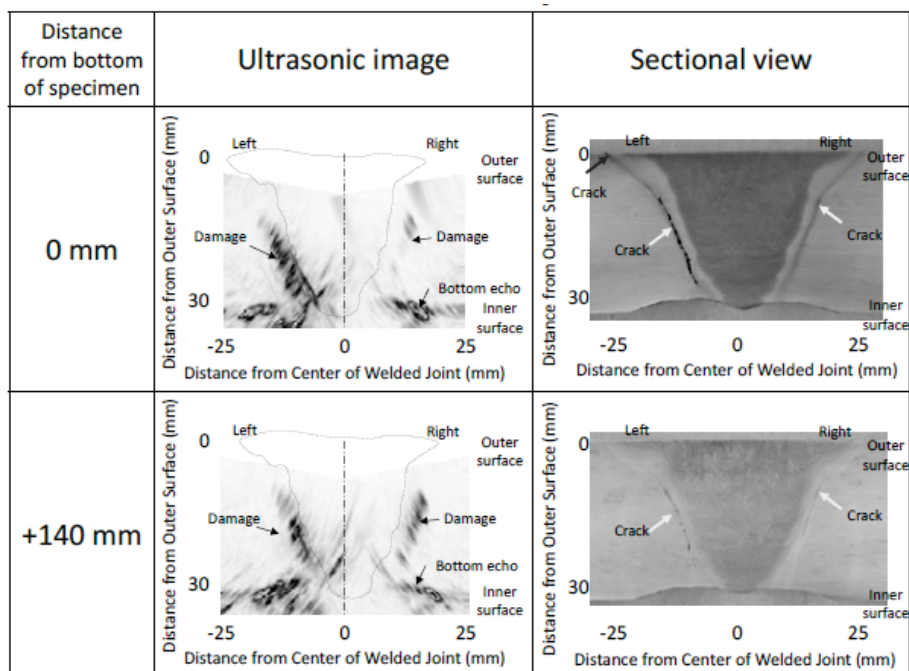 Distance
from bottom
of specimen
Ultrasonic image
Sectional view
0 mm
Distance from Outer Surface (mm)
Left
Right
0
Outer
surface
Damage
Damage
Bottom echo
30
Inner
surface
-25
0
25
Distance from Center of Welded Joint (mm)
Distance from Outer Surface (mm)
Left
Right
0
Outer
surface
Crack
Crack
Crack
30
Inner
surface
-25
0
25
Distance from Center of Welded Joint (mm)
+140 mm
Distance from Outer Surface (mm)
Left
Right
0
Outer
surface
Damage
Damage
Bottom echo
30
Inner
surface
-25
0
25
Distance from Center of Welded Joint (mm)
Distance from Outer Surface (mm)
Left
Right
0
Outer
surface
Crack
Crack
30
Inner
surface
-25
0
25
Distance from Center of Welded Joint (mm)